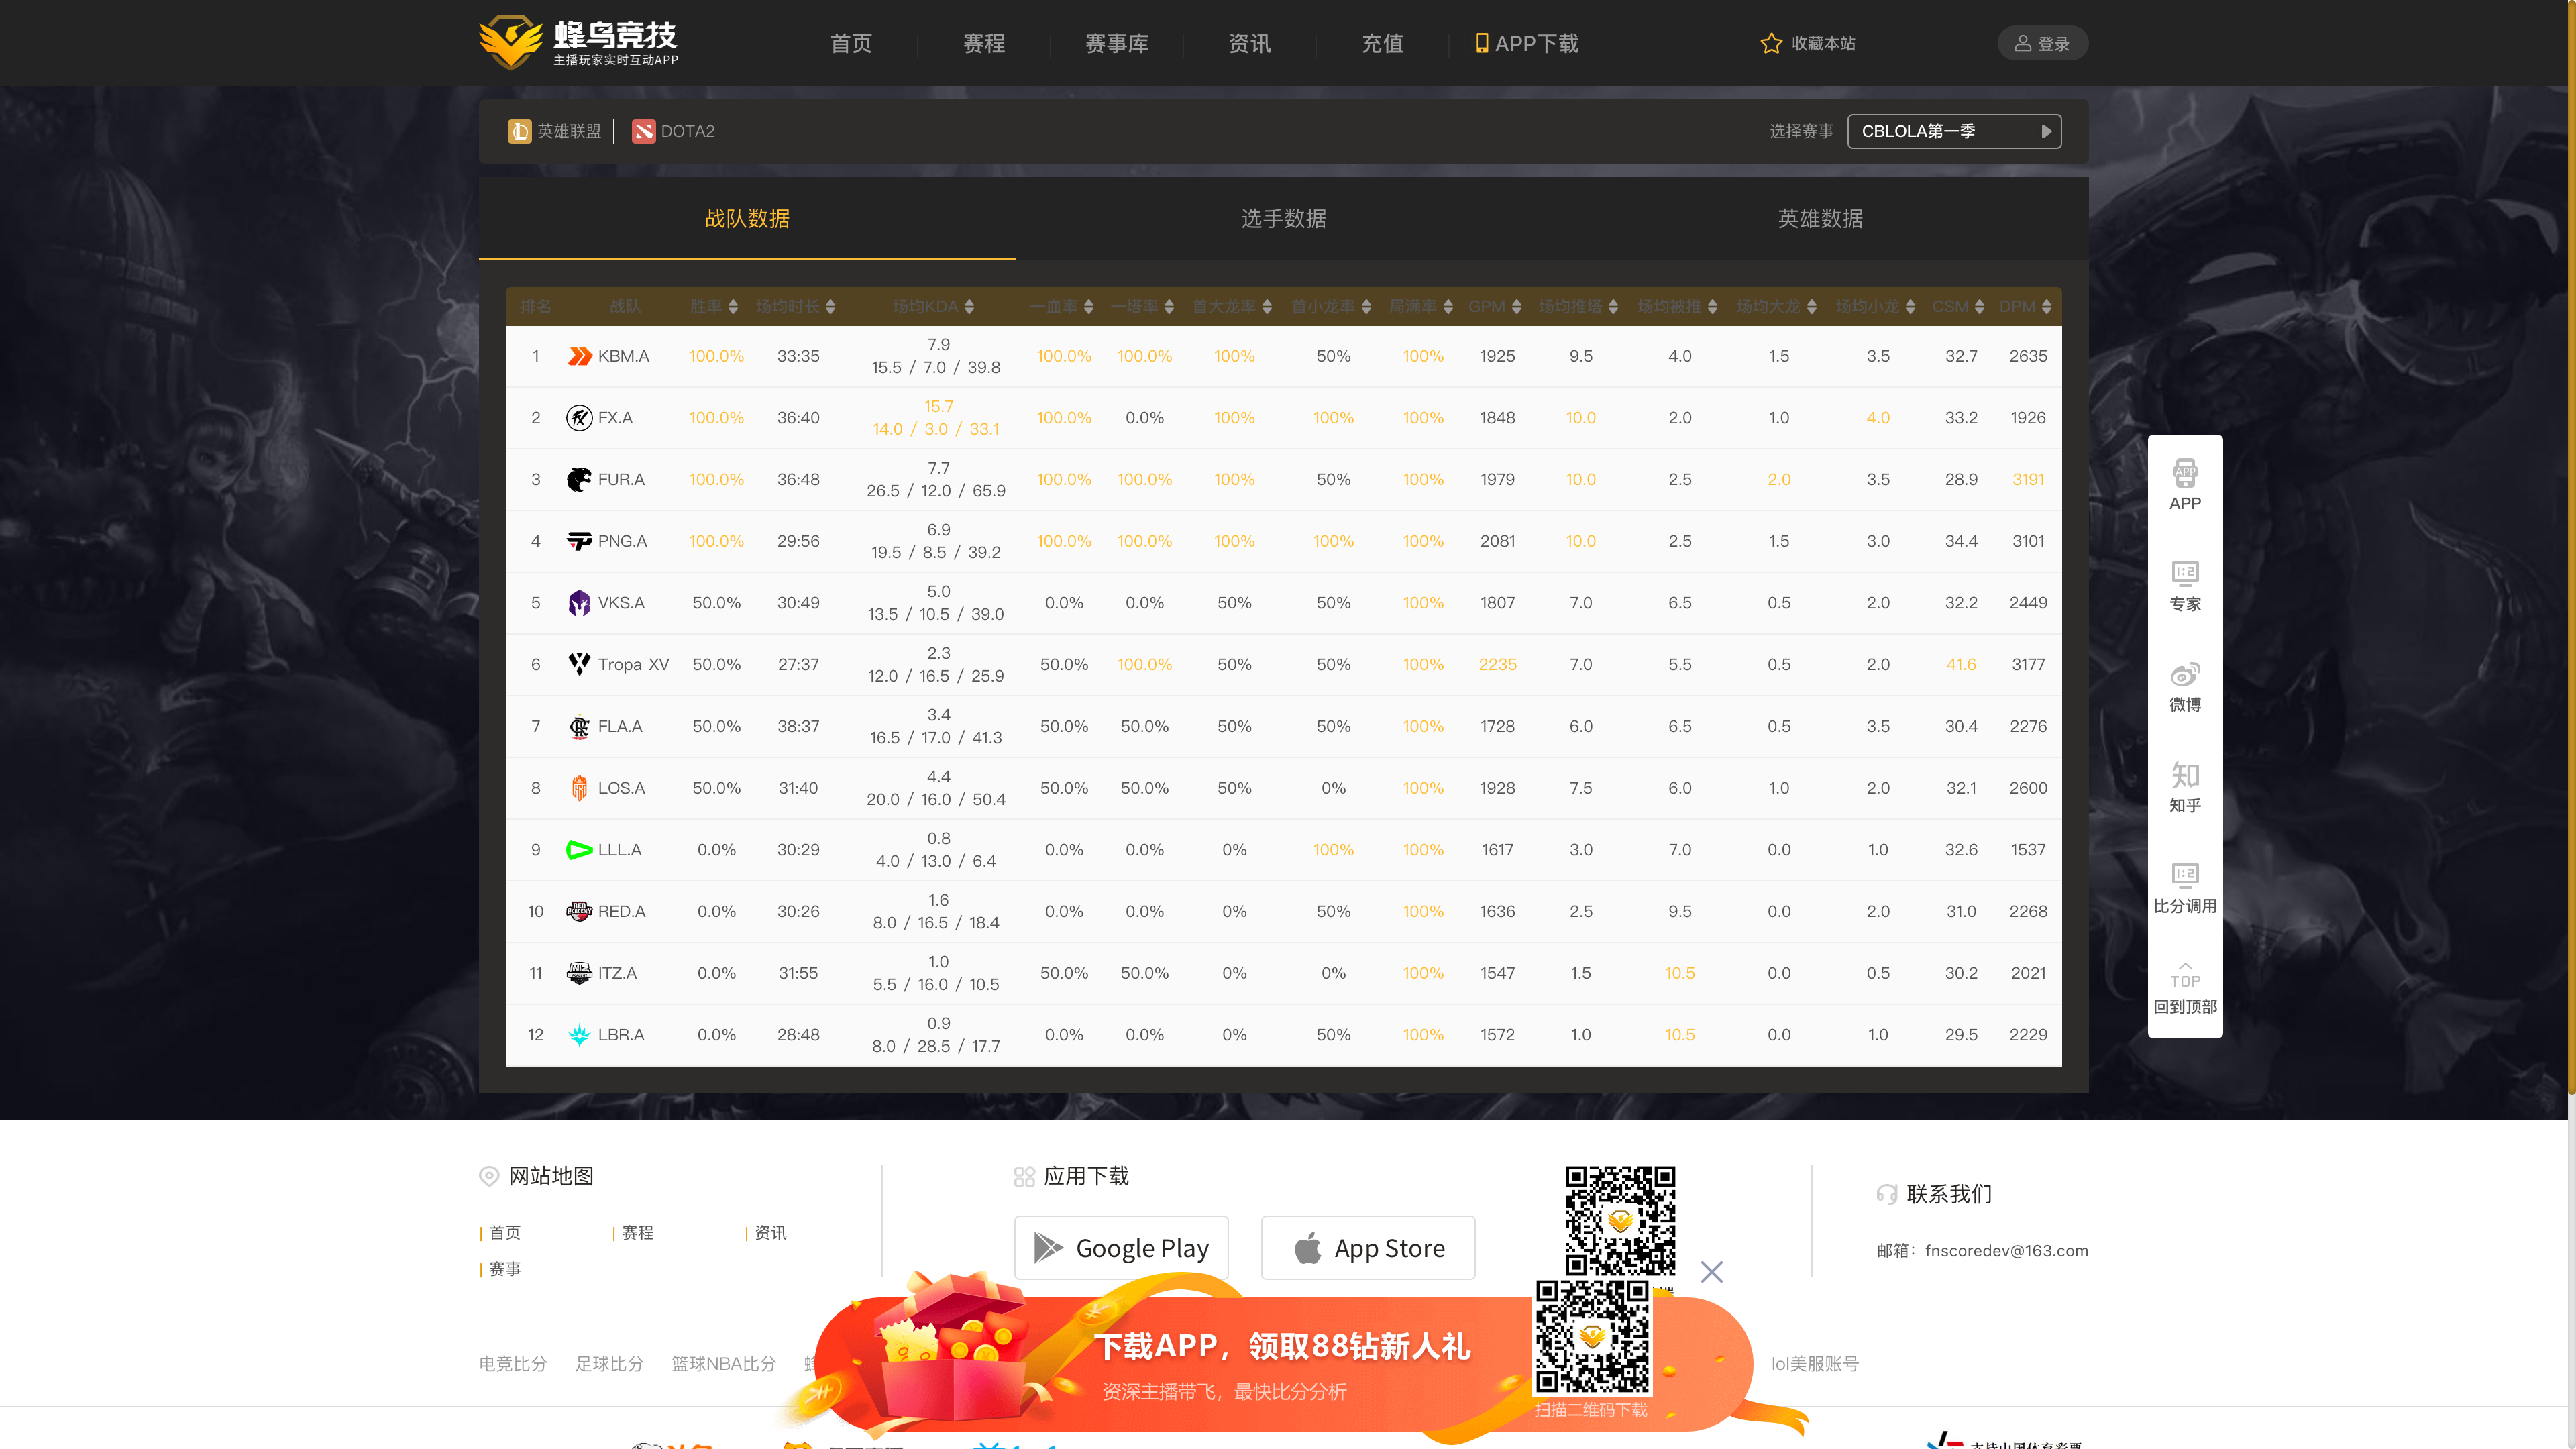 蜂鸟竞技
主播玩家实时互动APP
首页 赛程 赛事库 资讯 充值 APP下载 收藏本站 登录
英雄联盟 DOTA2 选择赛事 CBLOLA第一季
战队数据 选手数据 英雄数据
排名 战队 胜率 场均时长 场均KDA 一血率 一塔率 首大龙率 首小龙率 局满率 GPM 场均推塔 场均被推 场均大龙 场均小龙 CSM DPM
1 KBM.A 100.0% 33:35 7.9 15.5 / 7.0 / 39.8 100.0% 100.0% 100% 50% 100% 1925 9.5 4.0 1.5 3.5 32.7 2635
2 FX.A 100.0% 36:40 15.7 14.0 / 3.0 / 33.1 100.0% 0.0% 100% 100% 100% 1848 10.0 2.0 1.0 4.0 33.2 1926
3 FUR.A 100.0% 36:48 7.7 26.5 / 12.0 / 65.9 100.0% 100.0% 100% 50% 100% 1979 10.0 2.5 2.0 3.5 28.9 3191
4 PNG.A 100.0% 29:56 6.9 19.5 / 8.5 / 39.2 100.0% 100.0% 100% 100% 100% 2081 10.0 2.5 1.5 3.0 34.4 3101
5 VKS.A 50.0% 30:49 5.0 13.5 / 10.5 / 39.0 0.0% 0.0% 50% 50% 100% 1807 7.0 6.5 0.5 2.0 32.2 2449
6 Tropa XV 50.0% 27:37 2.3 12.0 / 16.5 / 25.9 50.0% 100.0% 50% 50% 100% 2235 7.0 5.5 0.5 2.0 41.6 3177
7 FLA.A 50.0% 38:37 3.4 16.5 / 17.0 / 41.3 50.0% 50.0% 50% 50% 100% 1728 6.0 6.5 0.5 3.5 30.4 2276
8 LOS.A 50.0% 31:40 4.4 20.0 / 16.0 / 50.4 50.0% 50.0% 50% 0% 100% 1928 7.5 6.0 1.0 2.0 32.1 2600
9 LLL.A 0.0% 30:29 0.8 4.0 / 13.0 / 6.4 0.0% 0.0% 0% 100% 100% 1617 3.0 7.0 0.0 1.0 32.6 1537
10 RED.A 0.0% 30:26 1.6 8.0 / 16.5 / 18.4 0.0% 0.0% 0% 50% 100% 1636 2.5 9.5 0.0 2.0 31.0 2268
11 ITZ.A 0.0% 31:55 1.0 5.5 / 16.0 / 10.5 50.0% 50.0% 0% 0% 100% 1547 1.5 10.5 0.0 0.5 30.2 2021
12 LBR.A 0.0% 28:48 0.9 8.0 / 28.5 / 17.7 0.0% 0.0% 0% 50% 100% 1572 1.0 10.5 0.0 1.0 29.5 2229
APP
APP
1:2
专家
微博
知
知乎
1:2
比分调用
TOP
回到顶部
网站地图
首页 赛程 资讯
赛事
应用下载
Google Play App Store
联系我们
邮箱：fnscoredev@163.com
下载APP，领取88钻新人礼
资深主播带飞，最快比分分析
扫描二维码下载
电竞比分 足球比分 篮球NBA比分 lol美服账号